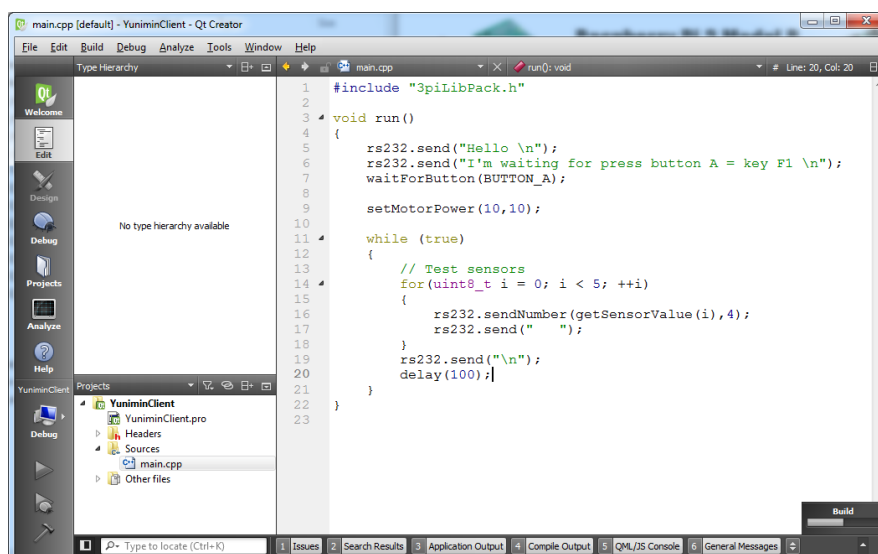 main.cpp [default] - YuniminClient - Qt Creator
File Edit Build Debug Analyze Tools Window Help
Type Hierarchy
main.cpp
run(): void
# Line: 20, Col: 20
Qt
Welcome
Edit
Design
Debug
Projects
Analyze
Help
YuniminClient
Debug
No type hierarchy available
1 #include "3piLibPack.h"
2
3 void run()
4 {
5 rs232.send("Hello \n");
6 rs232.send("I'm waiting for press button A = key F1 \n");
7 waitForButton(BUTTON_A);
8
9 setMotorPower(10,10);
10
11 while (true)
12 {
13 // Test sensors
14 for(uint8_t i = 0; i < 5; ++i)
15 {
16 rs232.sendNumber(getSensorValue(i),4);
17 rs232.send("   ");
18 }
19 rs232.send("\n");
20 delay(100);
21 }
22 }
23
Projects
YuniminClient
YuniminClient.pro
Headers
Sources
main.cpp
Other files
Build
Type to locate (Ctrl+K)
1 Issues 2 Search Results 3 Application Output 4 Compile Output 5 QML/JS Console 6 General Messages